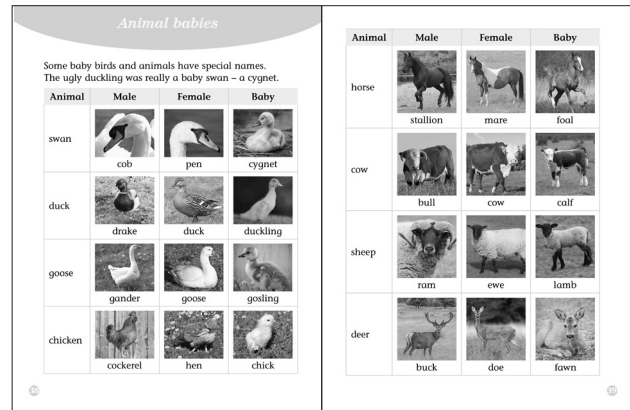 Animal babies
Some baby birds and animals have special names.
The ugly duckling was really a baby swan – a cygnet.
Animal Male Female Baby
swan
cob pen cygnet
duck
drake duck duckling
goose
gander goose gosling
chicken
cockerel hen chick
Animal Male Female Baby
horse
stallion mare foal
cow
bull cow calf
sheep
ram ewe lamb
deer
buck doe fawn